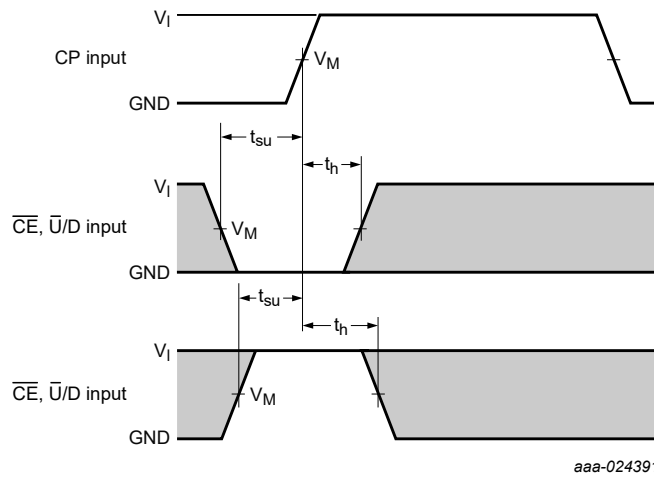 V_I
CP input
V_M
GND
t_su
t_h
V_I
C̅E̅, U̅/D input
V_M
GND
t_su
t_h
V_I
C̅E̅, U̅/D input
V_M
GND
aaa-024391